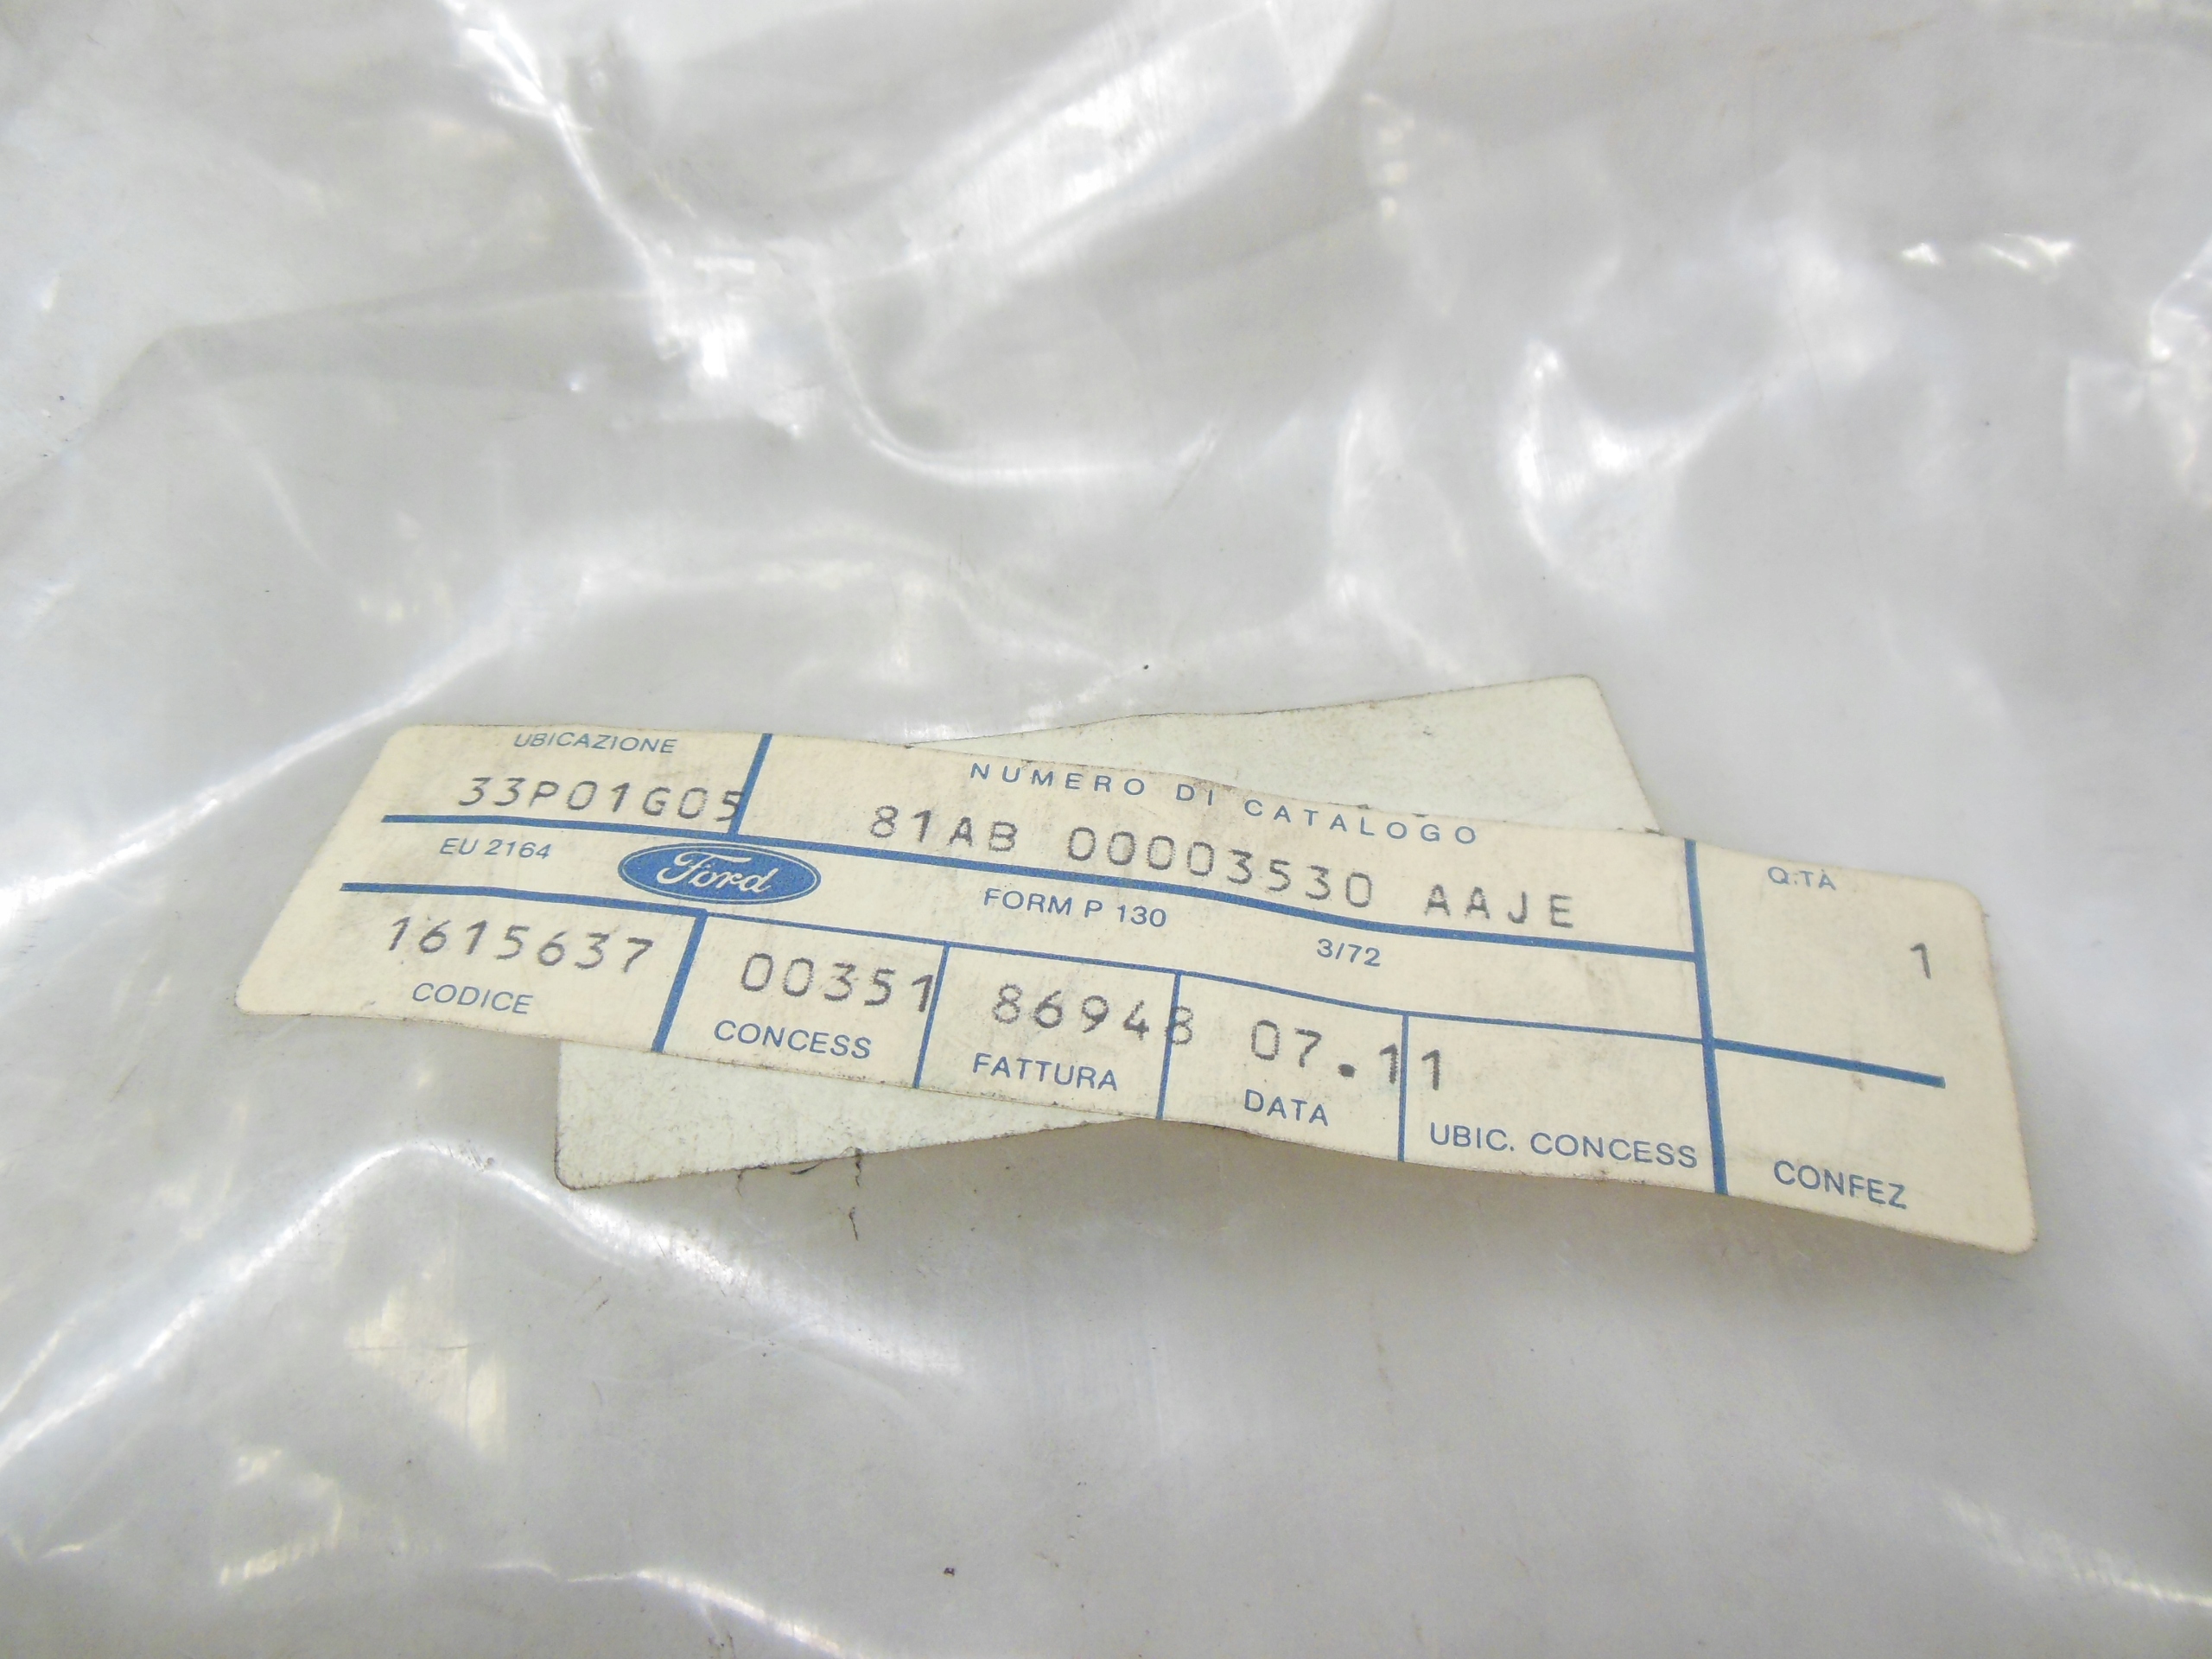 UBICAZIONE
NUMERO DI CATALOGO
Q.TÀ
33P01G05
81AB 00003530 AAJE
1
EU 2164
Ford
FORM P 130
3/72
1615637
00351
86948
07.11
CODICE
CONCESS
FATTURA
DATA
UBIC. CONCESS
CONFEZ